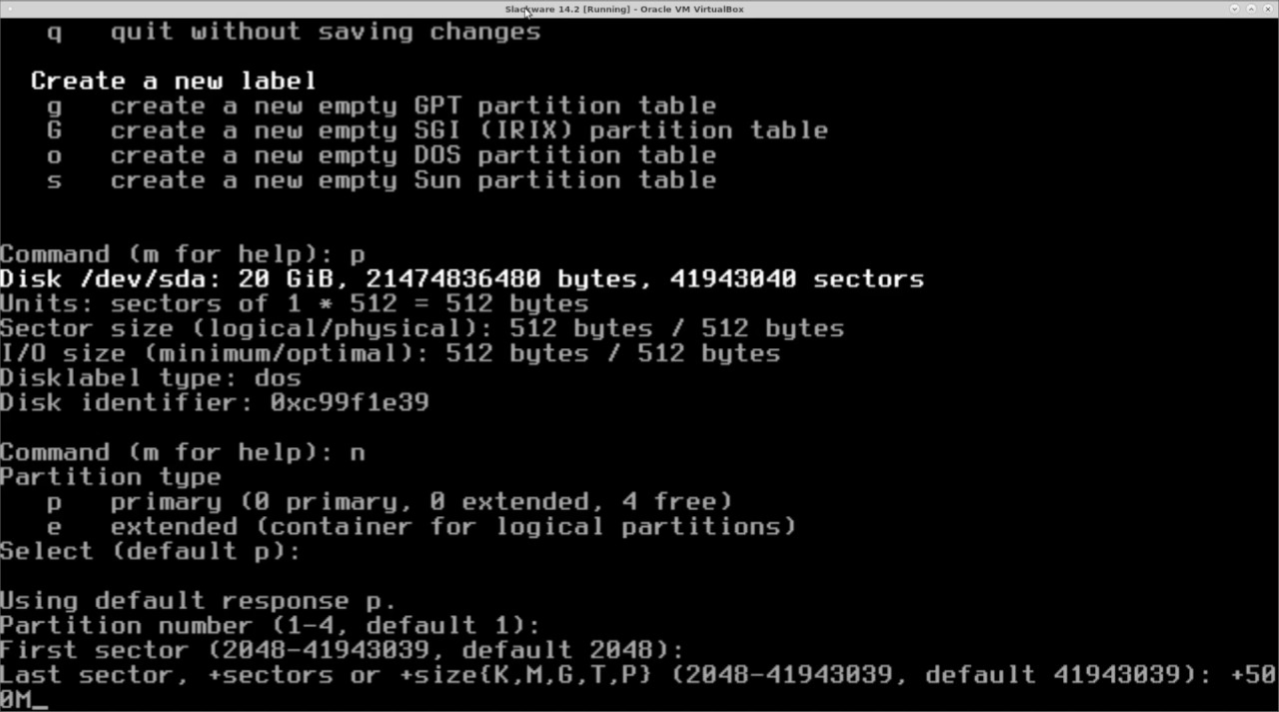 Slackware 14.2 [Running] - Oracle VM VirtualBox
q   quit without saving changes
Create a new label
g   create a new empty GPT partition table
G   create a new empty SGI (IRIX) partition table
o   create a new empty DOS partition table
s   create a new empty Sun partition table
Command (m for help): p
Disk /dev/sda: 20 GiB, 21474836480 bytes, 41943040 sectors
Units: sectors of 1 * 512 = 512 bytes
Sector size (logical/physical): 512 bytes / 512 bytes
I/O size (minimum/optimal): 512 bytes / 512 bytes
Disklabel type: dos
Disk identifier: 0xc99f1e39
Command (m for help): n
Partition type
p   primary (0 primary, 0 extended, 4 free)
e   extended (container for logical partitions)
Select (default p):
Using default response p.
Partition number (1-4, default 1):
First sector (2048-41943039, default 2048):
Last sector, +sectors or +size{K,M,G,T,P} (2048-41943039, default 41943039): +50
0M_